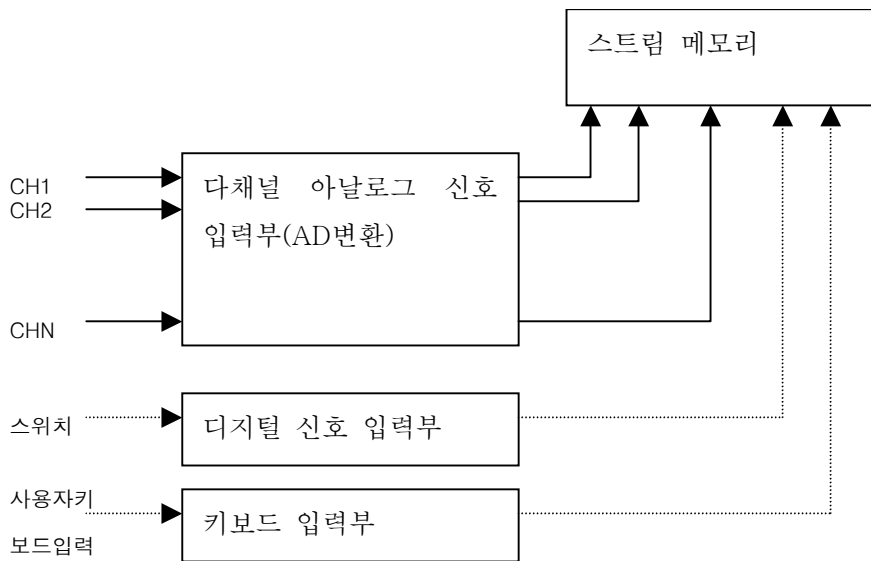 스트림 메모리
CH1
CH2
CHN
다채널 아날로그 신호
입력부(AD변환)
스위치
디지털 신호 입력부
사용자키
보드입력
키보드 입력부